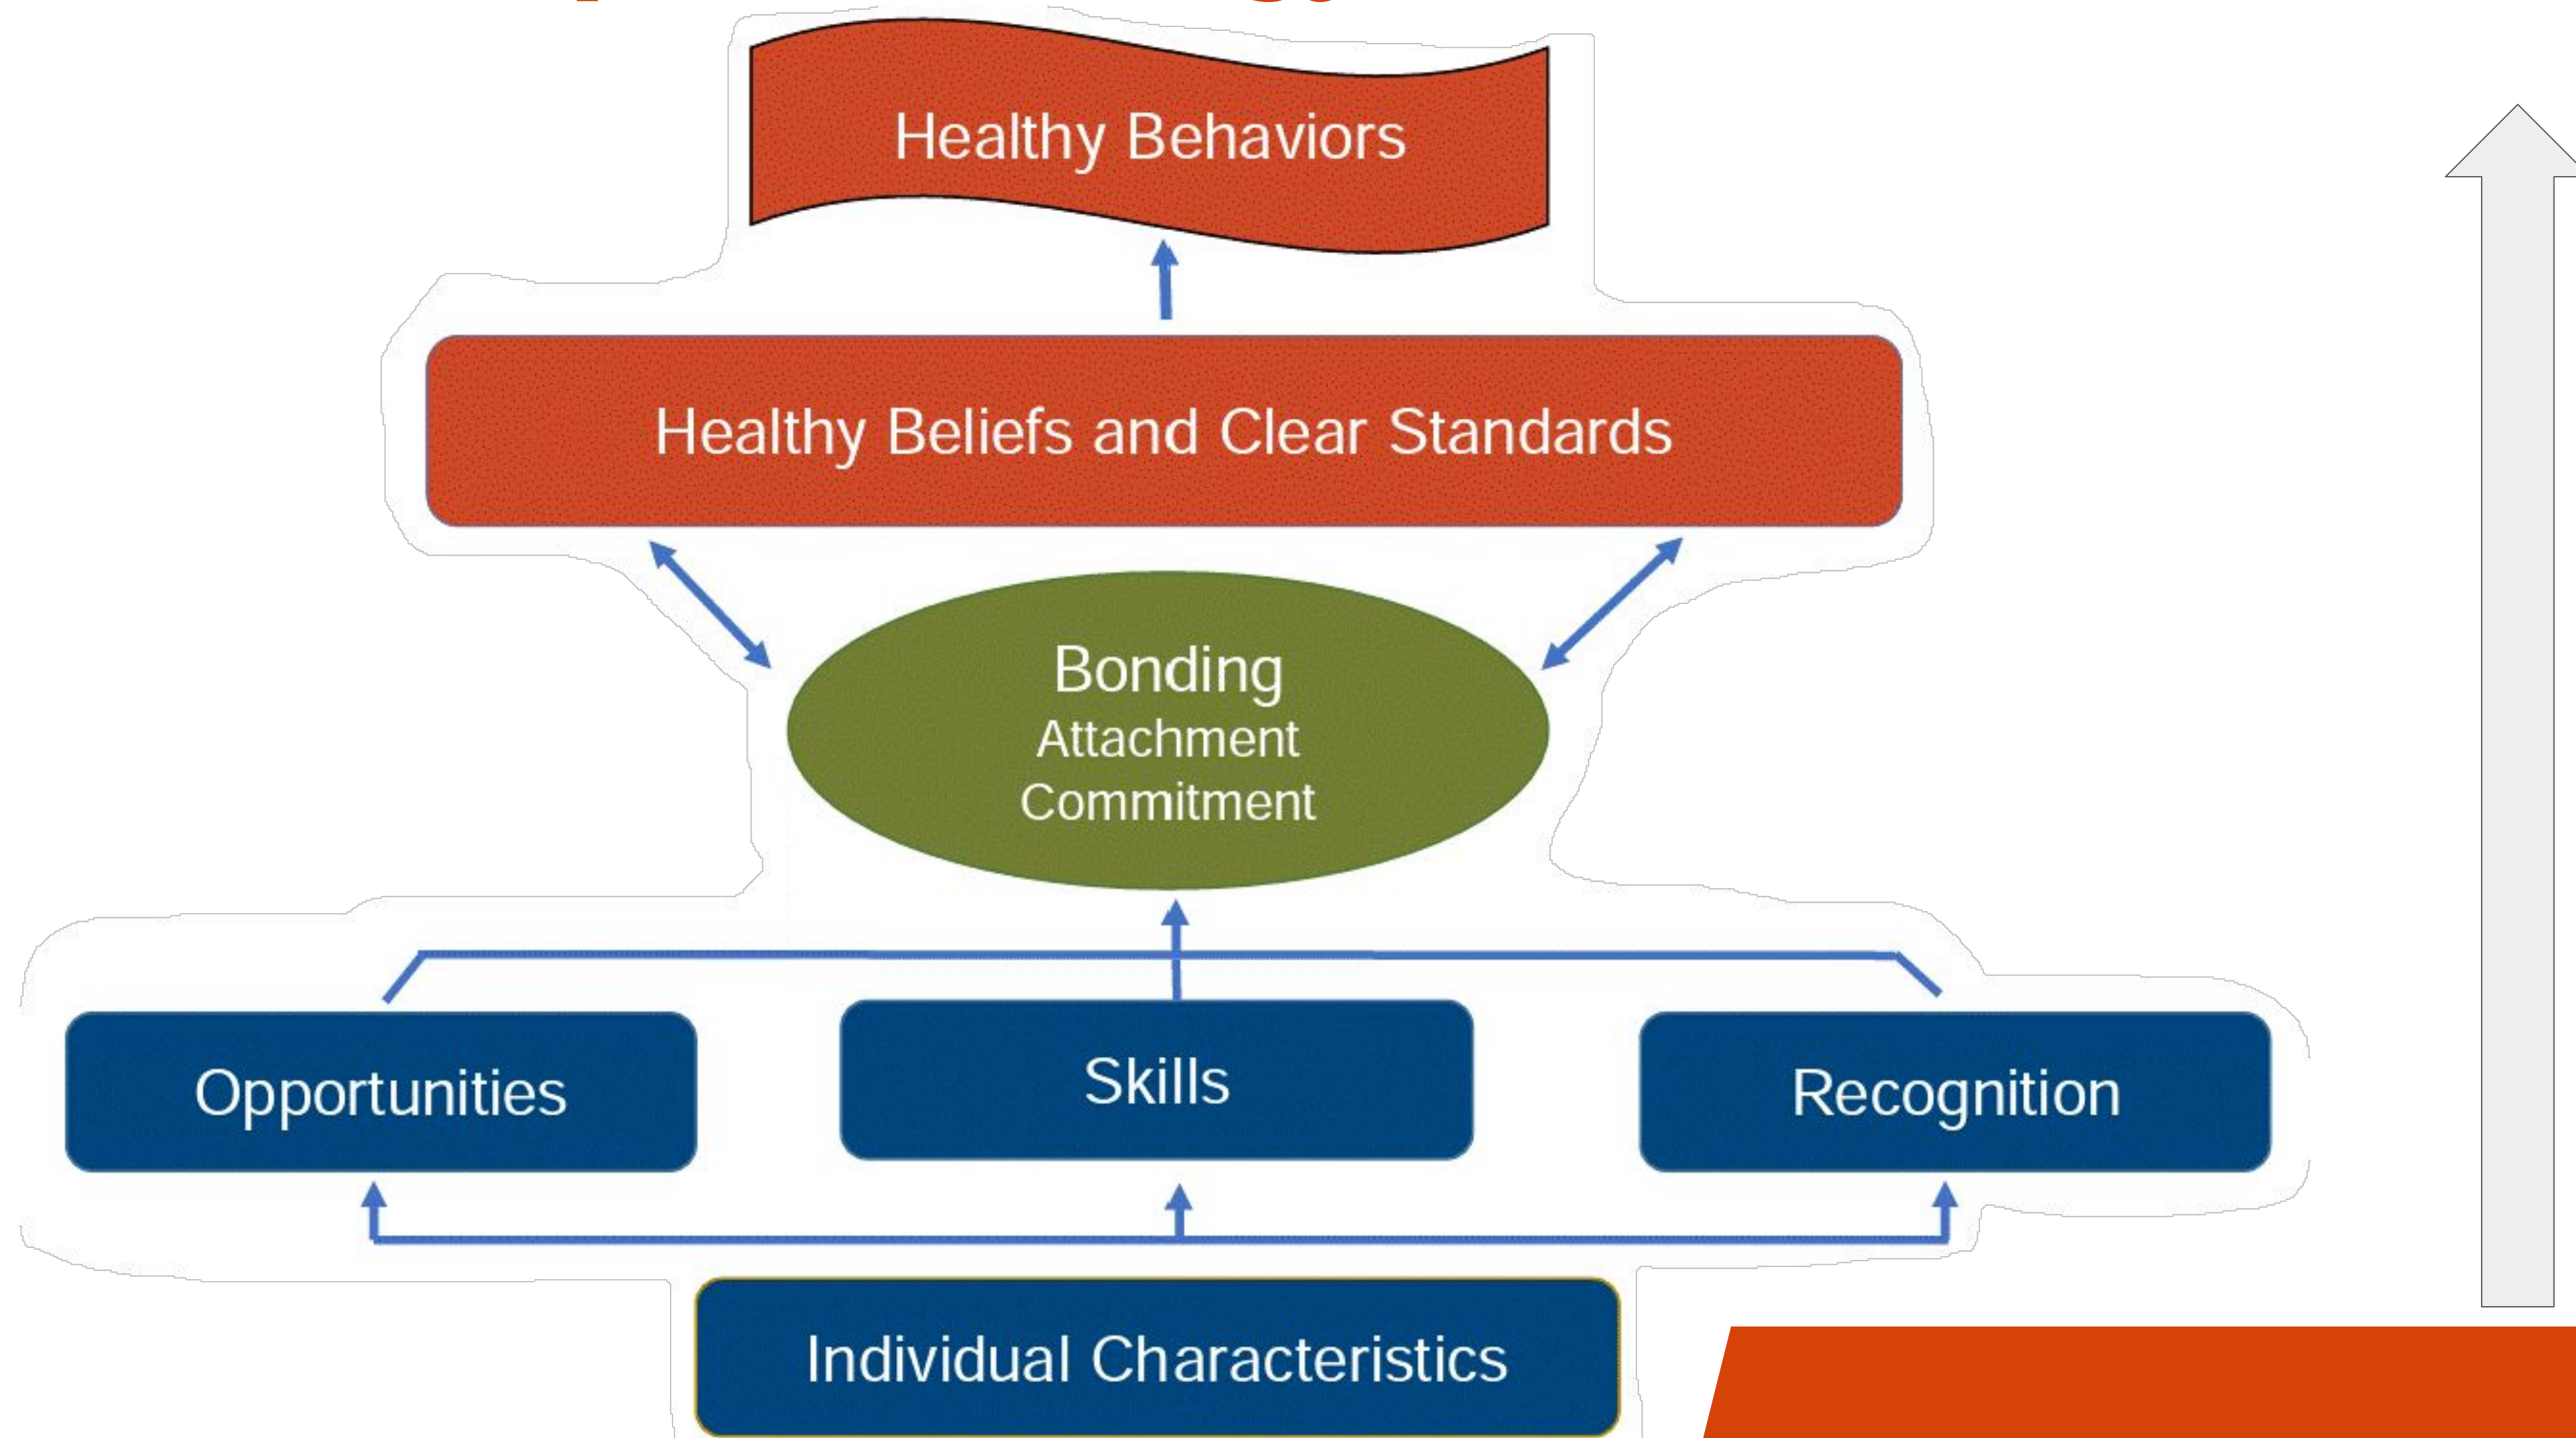 Healthy Behaviors
Healthy Beliefs and Clear Standards
Bonding
Attachment
Commitment
Opportunities
Skills
Recognition
Individual Characteristics